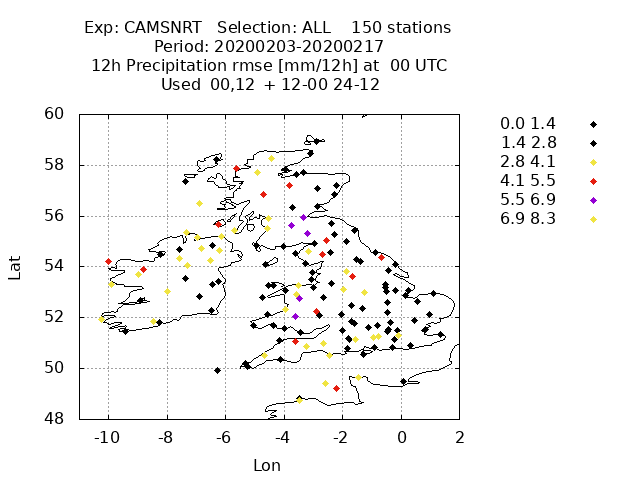 Exp: CAMSNRT   Selection: ALL    150 stations
Period: 20200203-20200217
12h Precipitation rmse [mm/12h] at  00 UTC
Used  00,12  + 12-00 24-12
60
58
56
54
52
50
48
Lat
-10 -8 -6 -4 -2 0 2
Lon
0.0 1.4
1.4 2.8
2.8 4.1
4.1 5.5
5.5 6.9
6.9 8.3